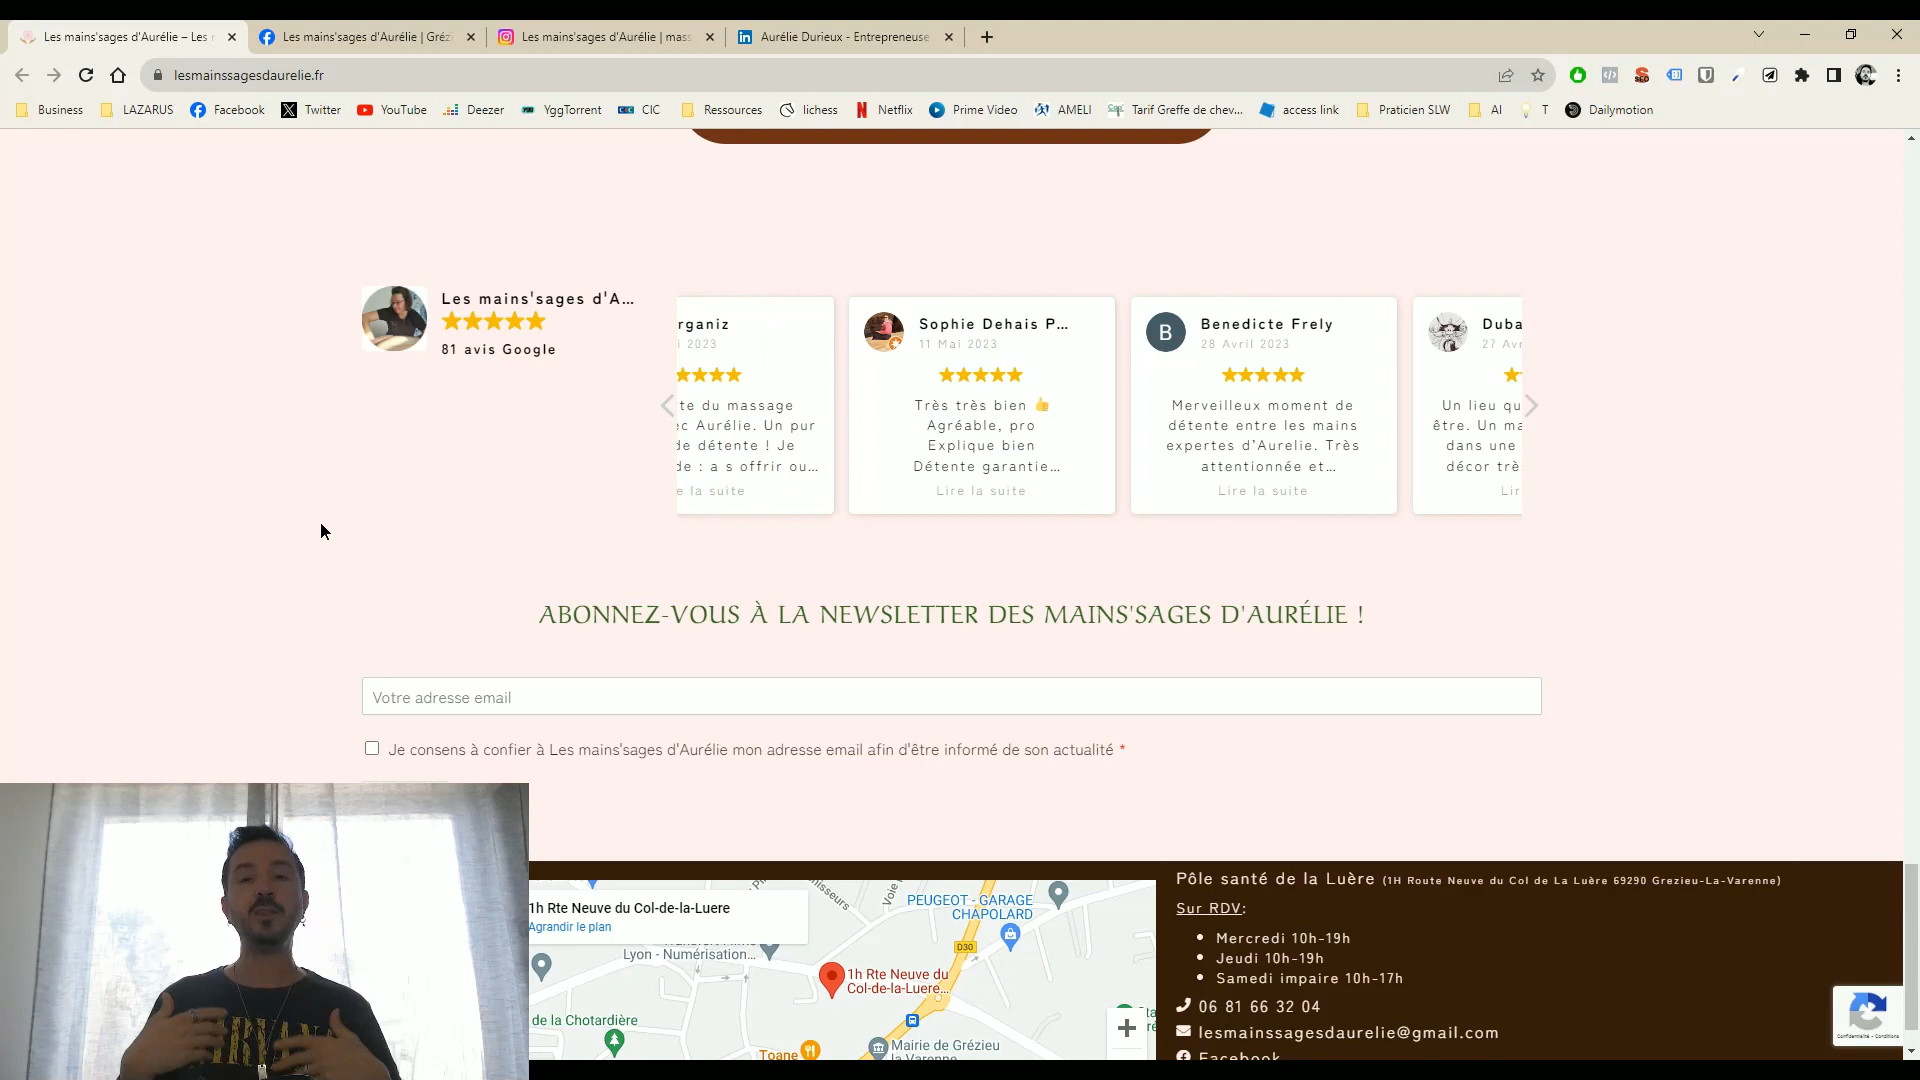 Les mains'sages d'Aurélie – Les
Les mains'sages d'Aurélie | Gréz
Les mains'sages d'Aurélie | mass
Aurélie Durieux - Entrepreneuse
lesmainssagesdaurelie.fr
Business
LAZARUS
Facebook
Twitter
YouTube
Deezer
YggTorrent
CIC
Ressources
lichess
Netflix
Prime Video
AMELI
Tarif Greffe de chev...
access link
Praticien SLW
AI
T
Dailymotion
Les mains'sages d'A...
81 avis Google
rganiz
i 2023
te du massage
ec Aurélie. Un pur
de détente ! Je
de : a s offrir ou...
e la suite
Sophie Dehais P...
11 Mai 2023
Très très bien 👍
Agréable, pro
Explique bien
Détente garantie...
Lire la suite
B
Benedicte Frely
28 Avril 2023
Merveilleux moment de
détente entre les mains
expertes d'Aurelie. Très
attentionnée et...
Lire la suite
Duba
27 Avr
Un lieu qu
être. Un ma
dans une
décor trè
Lir
ABONNEZ-VOUS À LA NEWSLETTER DES MAINS'SAGES D'AURÉLIE !
Votre adresse email
Je consens à confier à Les mains'sages d'Aurélie mon adresse email afin d'être informé de son actualité *
1h Rte Neuve du Col-de-la-Luere
Agrandir le plan
Lyon - Numérisation...
de la Chotardière
Toane
PEUGEOT - GARAGE
CHAPOLARD
D30
1h Rte Neuve du
Col-de-la-Luere...
Mairie de Grézieu
la Varenne
Pôle santé de la Luère (1H Route Neuve du Col de La Luère 69290 Grezieu-La-Varenne)
Sur RDV:
Mercredi 10h-19h
Jeudi 10h-19h
Samedi impaire 10h-17h
06 81 66 32 04
lesmainssagesdaurelie@gmail.com
Facebook
Confidentialité - Conditions